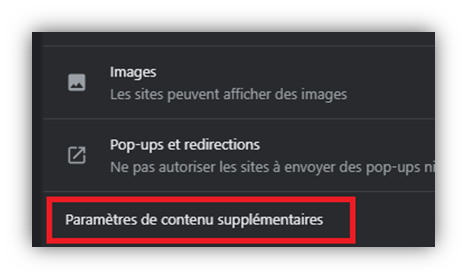 Images
Les sites peuvent afficher des images
Pop-ups et redirections
Ne pas autoriser les sites à envoyer des pop-ups ni
Paramètres de contenu supplémentaires